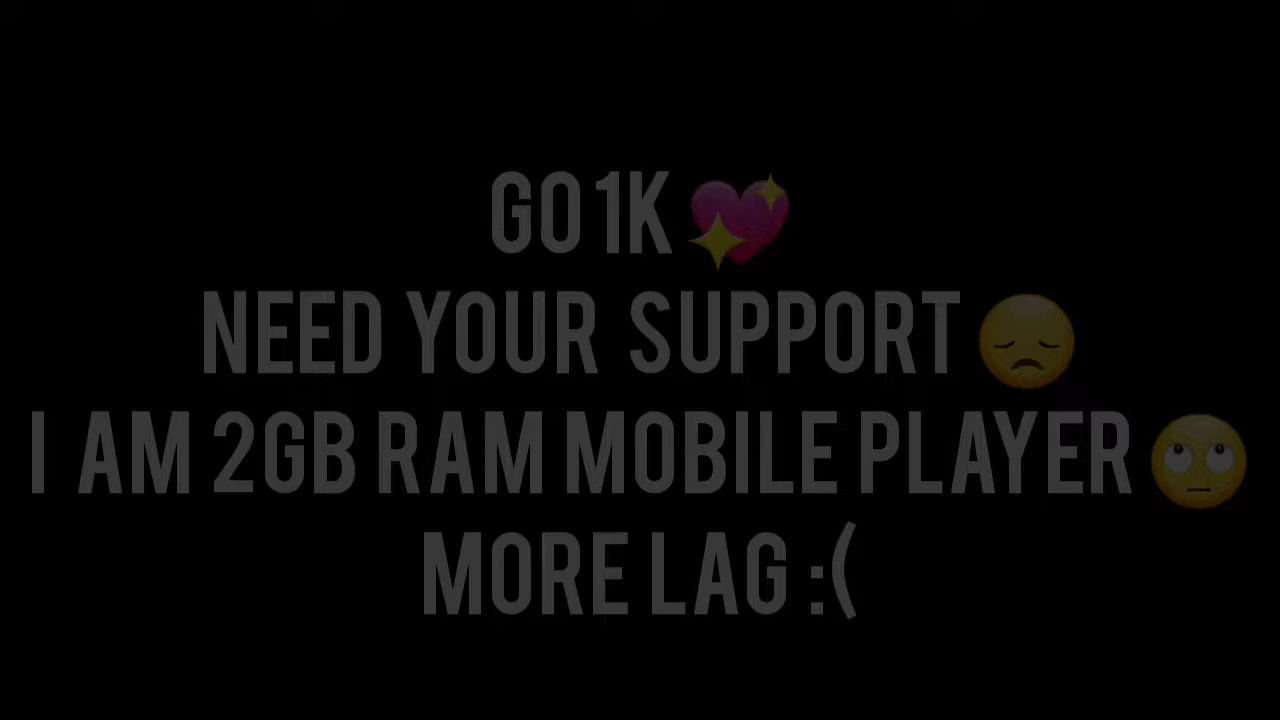 GO 1K 💖
NEED YOUR SUPPORT 😞
I AM 2GB RAM MOBILE PLAYER 🙄
MORE LAG :(